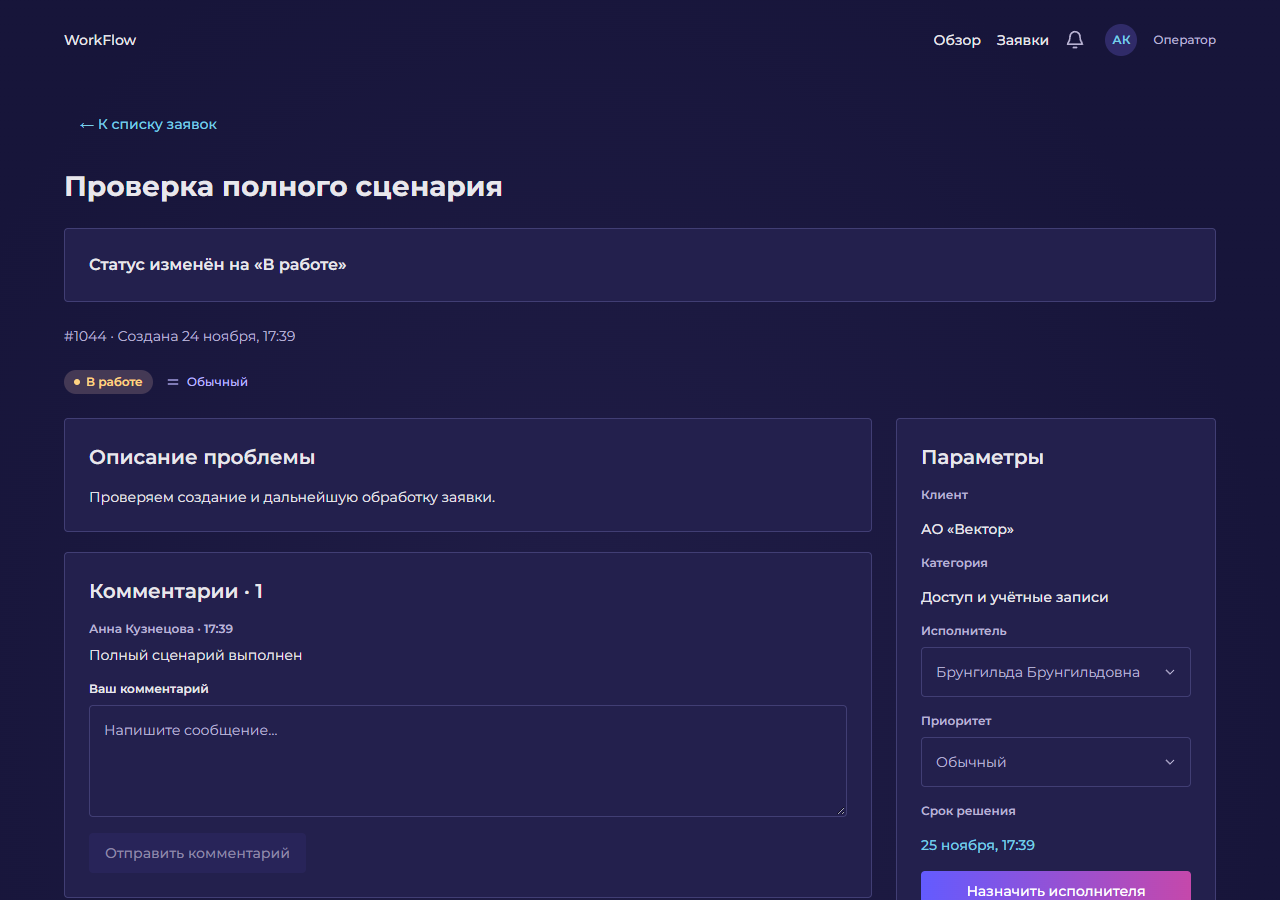 WorkFlow
Обзор Заявки АК Оператор
← К списку заявок
Проверка полного сценария
Статус изменён на «В работе»
#1044 · Создана 24 ноября, 17:39
В работе Обычный
Описание проблемы
Проверяем создание и дальнейшую обработку заявки.
Комментарии · 1
Анна Кузнецова · 17:39
Полный сценарий выполнен
Ваш комментарий
Напишите сообщение...
Отправить комментарий
Параметры
Клиент
АО «Вектор»
Категория
Доступ и учётные записи
Исполнитель
Брунгильда Брунгильдовна
Приоритет
Обычный
Срок решения
25 ноября, 17:39
Назначить исполнителя